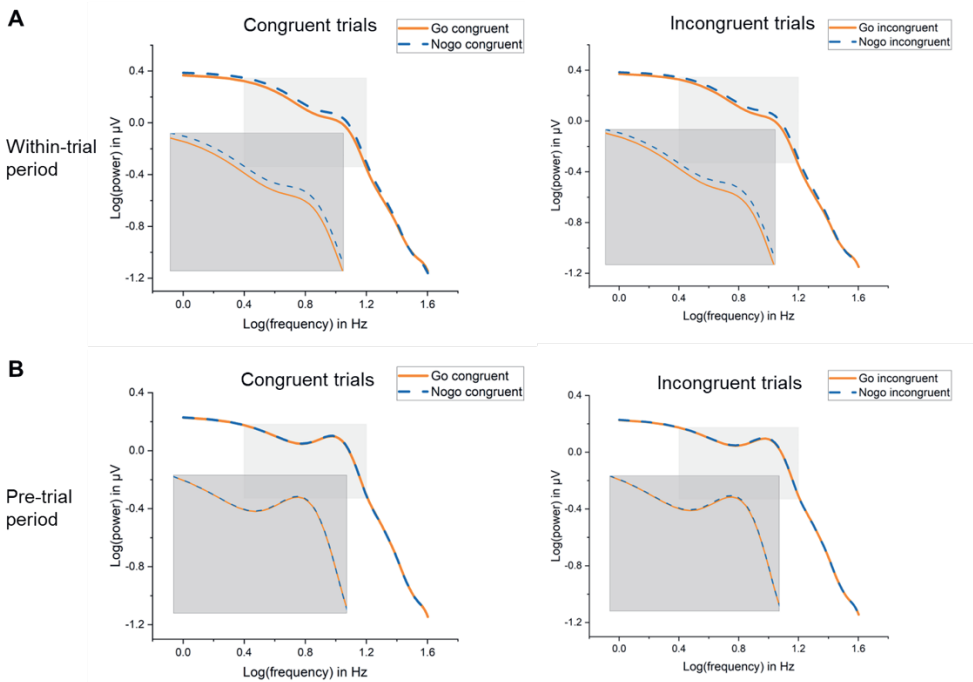 A
Congruent trials
Go congruent
Nogo congruent
Incongruent trials
Go incongruent
Nogo incongruent
Within-trial
period
Log(power) in µV
0.4
0.0
-0.4
-0.8
-1.2
0.0 0.4 0.8 1.2 1.6
Log(frequency) in Hz
Log(power) in µV
0.4
0.0
-0.4
-0.8
-1.2
0.0 0.4 0.8 1.2 1.6
Log(frequency) in Hz
B
Congruent trials
Go congruent
Nogo congruent
Incongruent trials
Go incongruent
Nogo incongruent
Pre-trial
period
Log(power) in µV
0.4
0.0
-0.4
-0.8
-1.2
0.0 0.4 0.8 1.2 1.6
Log(frequency) in Hz
Log(power) in µV
0.4
0.0
-0.4
-0.8
-1.2
0.0 0.4 0.8 1.2 1.6
Log(frequency) in Hz